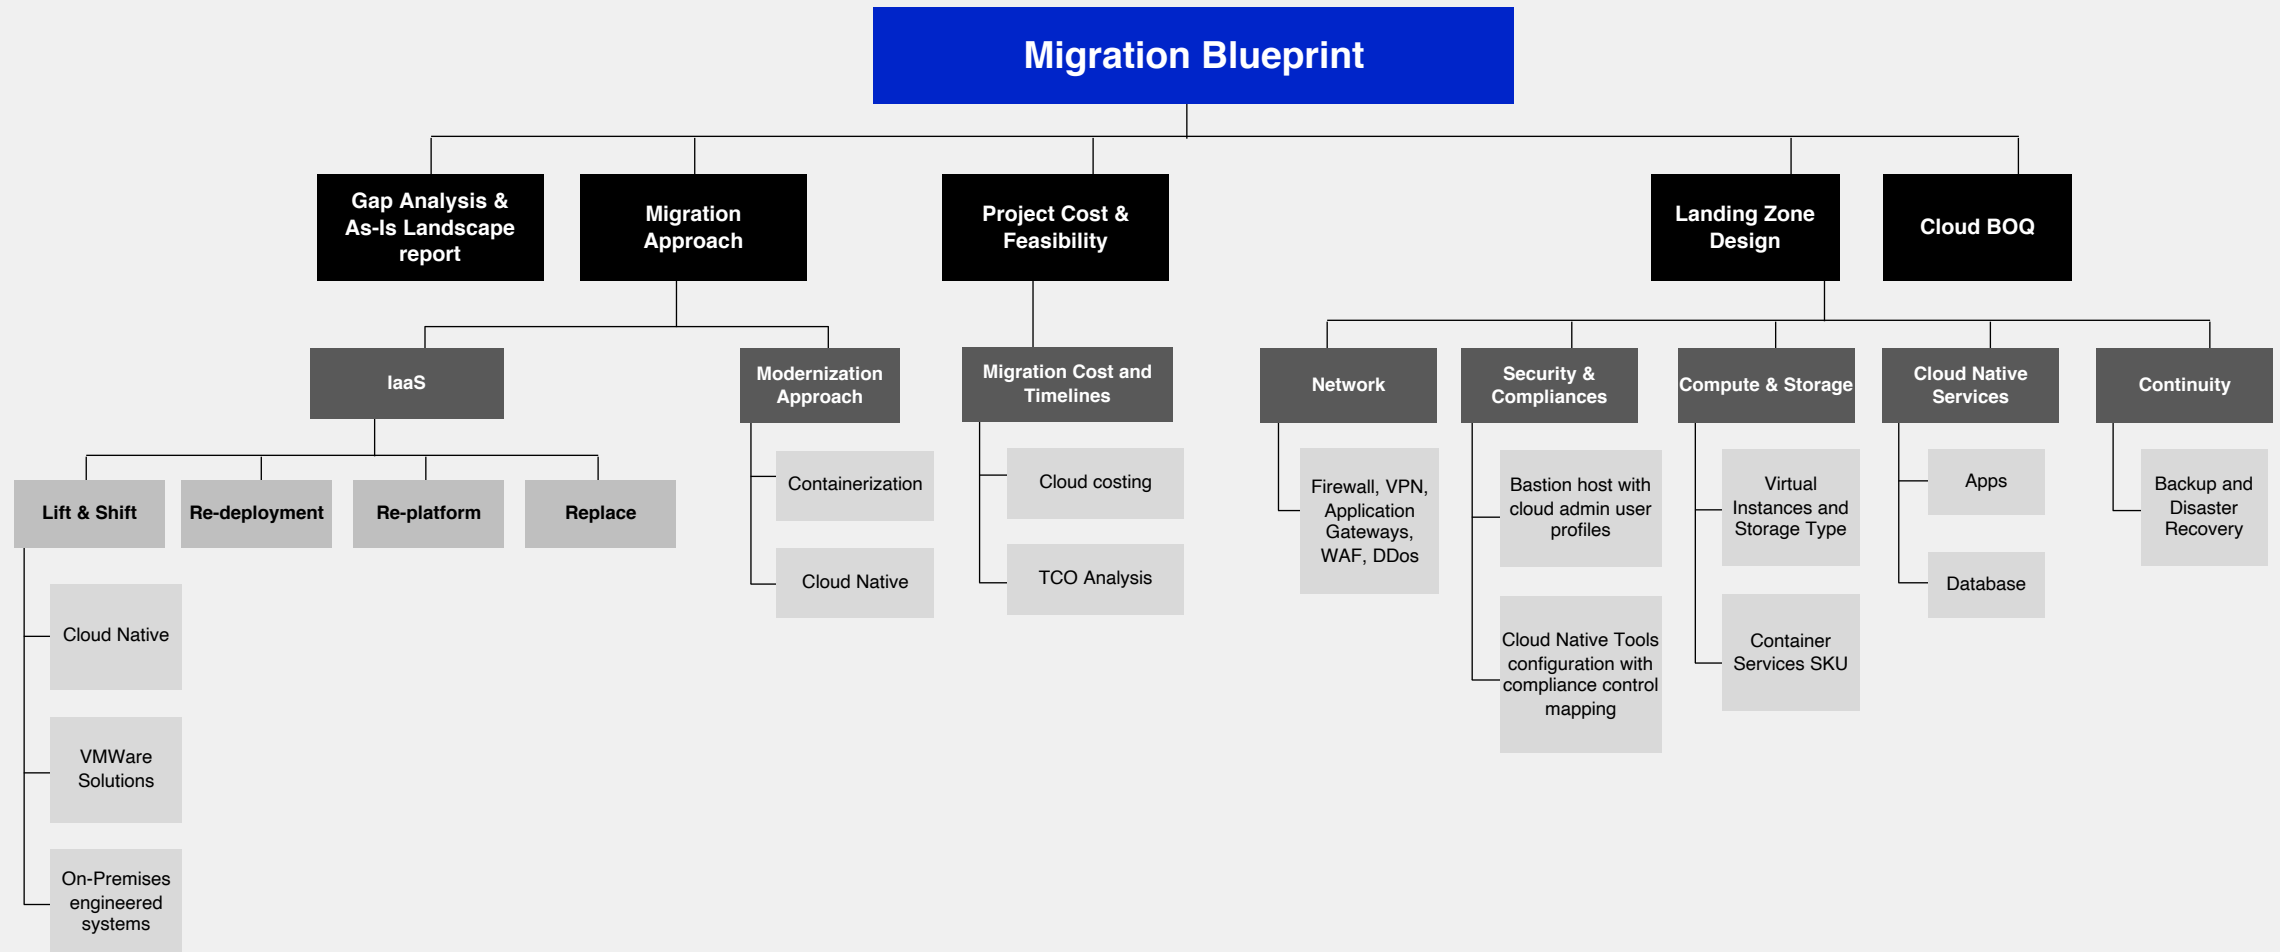 Migration Blueprint
Gap Analysis &
As-Is Landscape
report
Migration
Approach
Project Cost &
Feasibility
Landing Zone
Design
Cloud BOQ
IaaS
Modernization
Approach
Migration Cost and
Timelines
Network
Security &
Compliances
Compute & Storage
Cloud Native
Services
Continuity
Lift & Shift
Re-deployment
Re-platform
Replace
Containerization
Cloud Native
Cloud costing
TCO Analysis
Firewall, VPN,
Application
Gateways,
WAF, DDos
Bastion host with
cloud admin user
profiles
Cloud Native Tools
configuration with
compliance control
mapping
Virtual
Instances and
Storage Type
Container
Services SKU
Apps
Database
Backup and
Disaster
Recovery
Cloud Native
VMWare
Solutions
On-Premises
engineered
systems